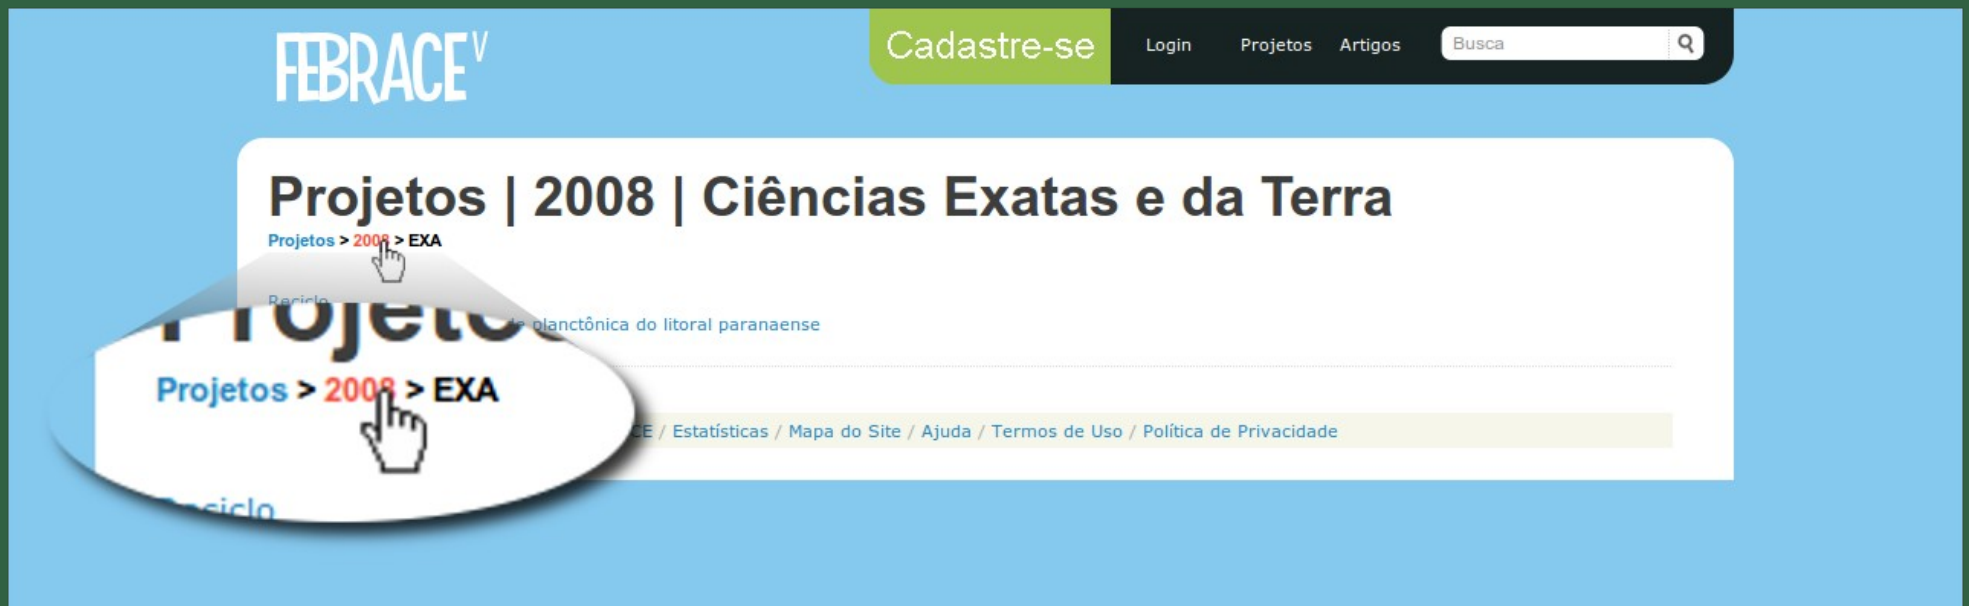 FEBRACE V
Cadastre-se
Login Projetos Artigos Busca
Projetos | 2008 | Ciências Exatas e da Terra
Projetos > 2008 > EXA
Reciclo
planctônica do litoral paranaense
Projetos > 2008 > EXA
/ Estatísticas / Mapa do Site / Ajuda / Termos de Uso / Política de Privacidade